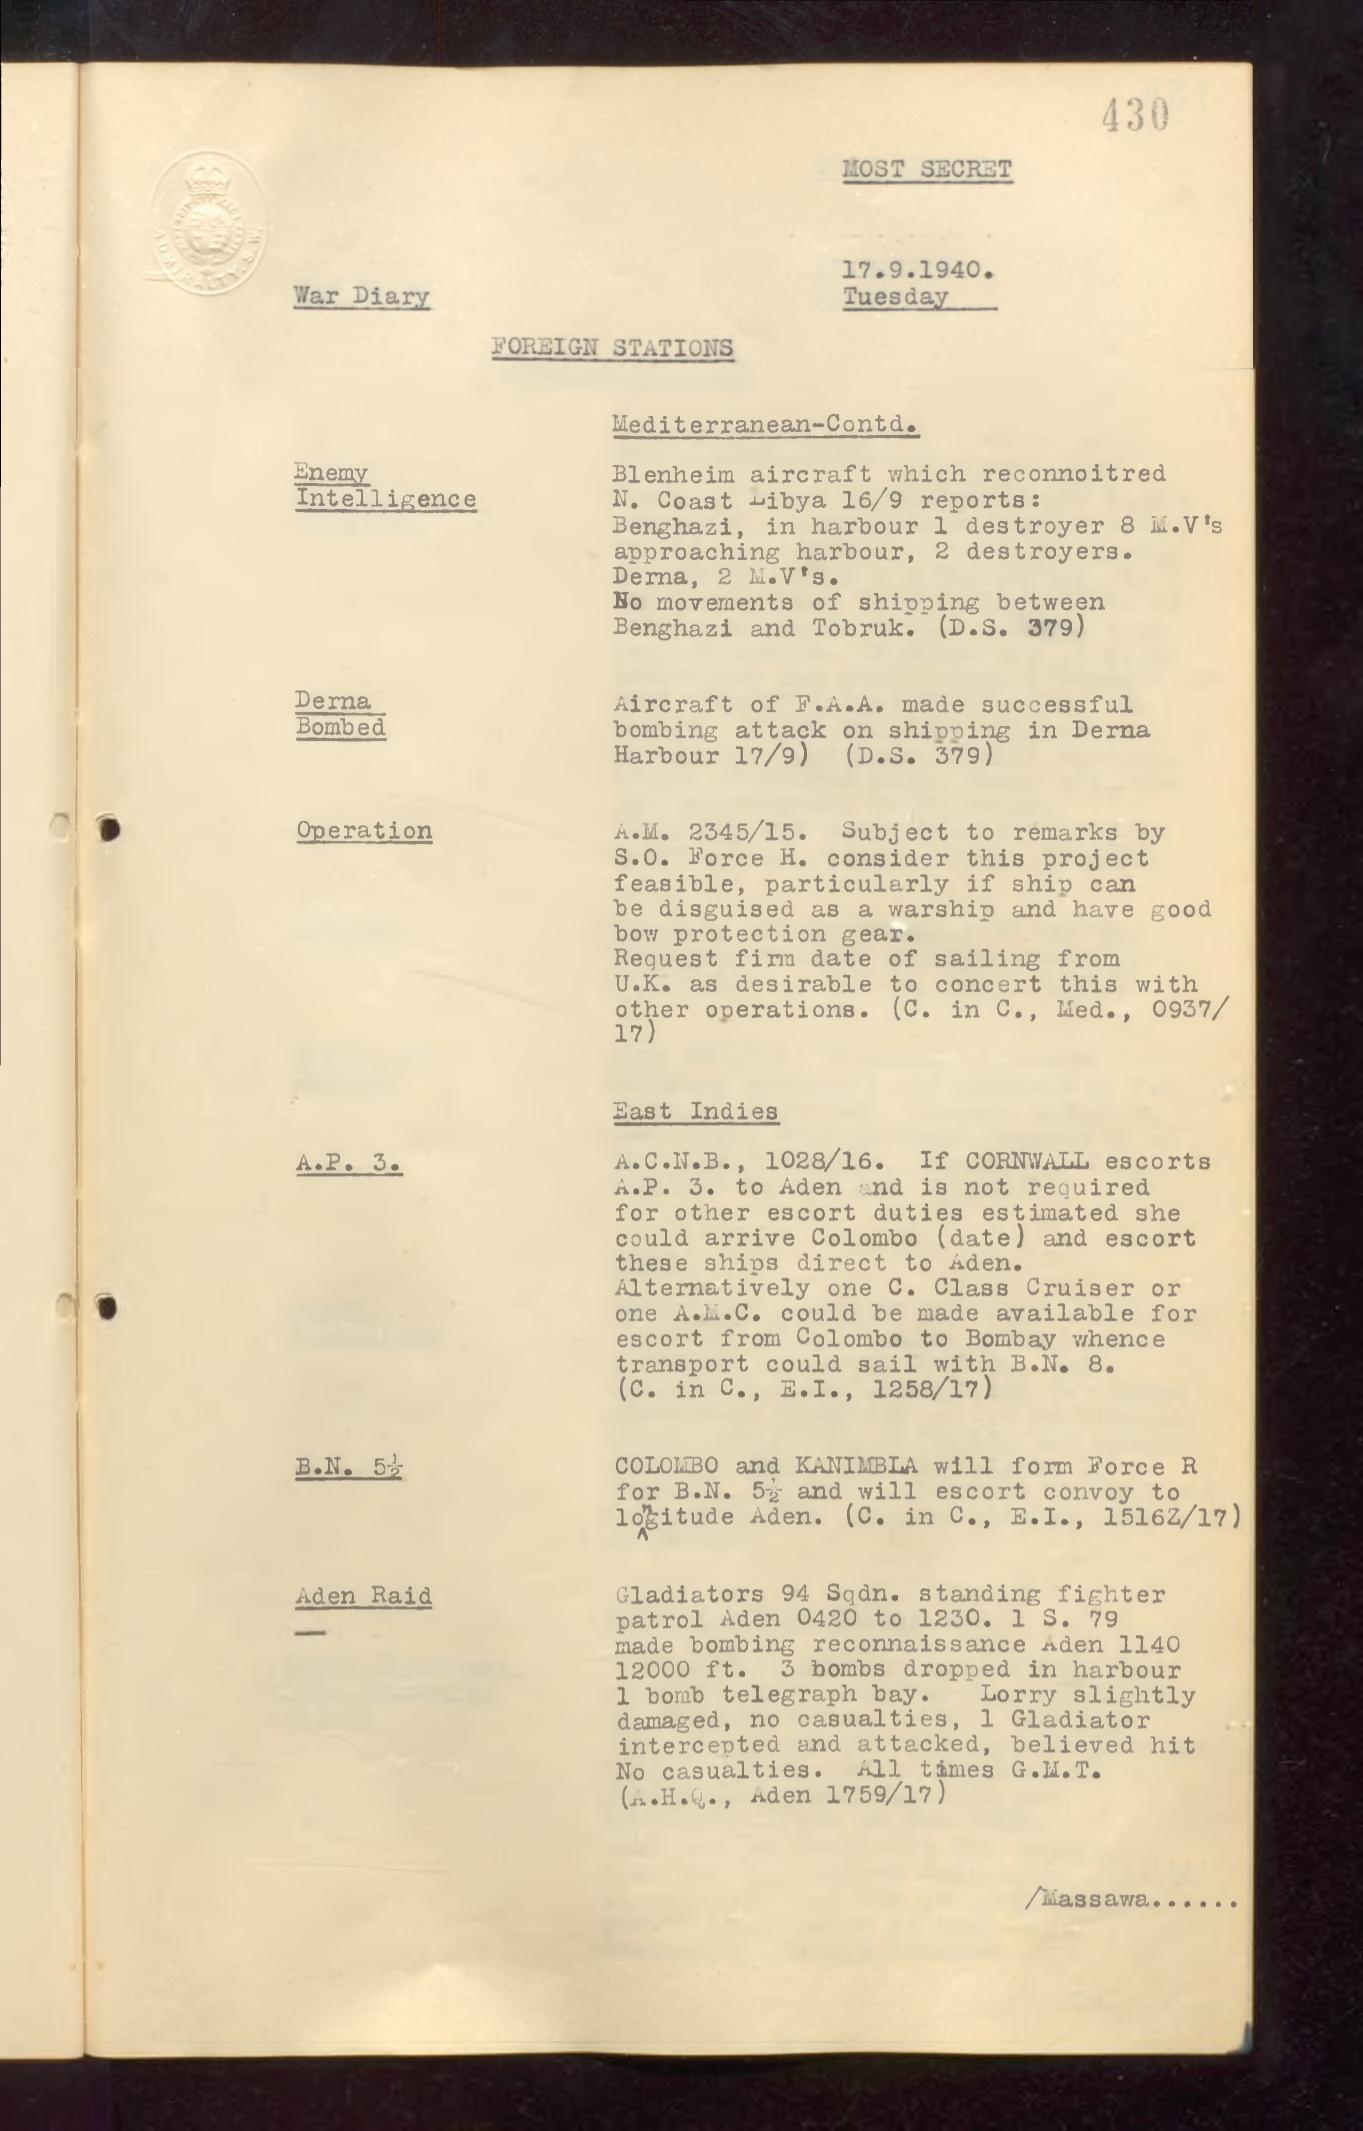 430
MOST SECRET
ADMIRALTY. S.W.
17.9.1940.
War Diary
Tuesday
FOREIGN STATIONS
Mediterranean-Contd.
Enemy
Intelligence
Blenheim aircraft which reconnoitred
N. Coast Libya 16/9 reports:
Benghazi, in harbour 1 destroyer 8 M.V's
approaching harbour, 2 destroyers.
Derna, 2 M.V's.
No movements of shipping between
Benghazi and Tobruk. (D.S. 379)
Derna
Bombed
Aircraft of F.A.A. made successful
bombing attack on shipping in Derna
Harbour 17/9) (D.S. 379)
Operation
A.M. 2345/15. Subject to remarks by
S.O. Force H. consider this project
feasible, particularly if ship can
be disguised as a warship and have good
bow protection gear.
Request firm date of sailing from
U.K. as desirable to concert this with
other operations. (C. in C., Med., 0937/
17)
East Indies
A.P. 3.
A.C.N.B., 1028/16. If CORNWALL escorts
A.P. 3. to Aden and is not required
for other escort duties estimated she
could arrive Colombo (date) and escort
these ships direct to Aden.
Alternatively one C. Class Cruiser or
one A.M.C. could be made available for
escort from Colombo to Bombay whence
transport could sail with B.N. 8.
(C. in C., E.I., 1258/17)
B.N. 5½
COLOMBO and KANIMBLA will form Force R
for B.N. 5½ and will escort convoy to
longitude Aden. (C. in C., E.I., 1516Z/17)
Aden Raid
Gladiators 94 Sqdn. standing fighter
patrol Aden 0420 to 1230. 1 S. 79
made bombing reconnaissance Aden 1140
12000 ft. 3 bombs dropped in harbour
1 bomb telegraph bay. Lorry slightly
damaged, no casualties, 1 Gladiator
intercepted and attacked, believed hit
No casualties. All times G.M.T.
(A.H.Q., Aden 1759/17)
/Massawa......